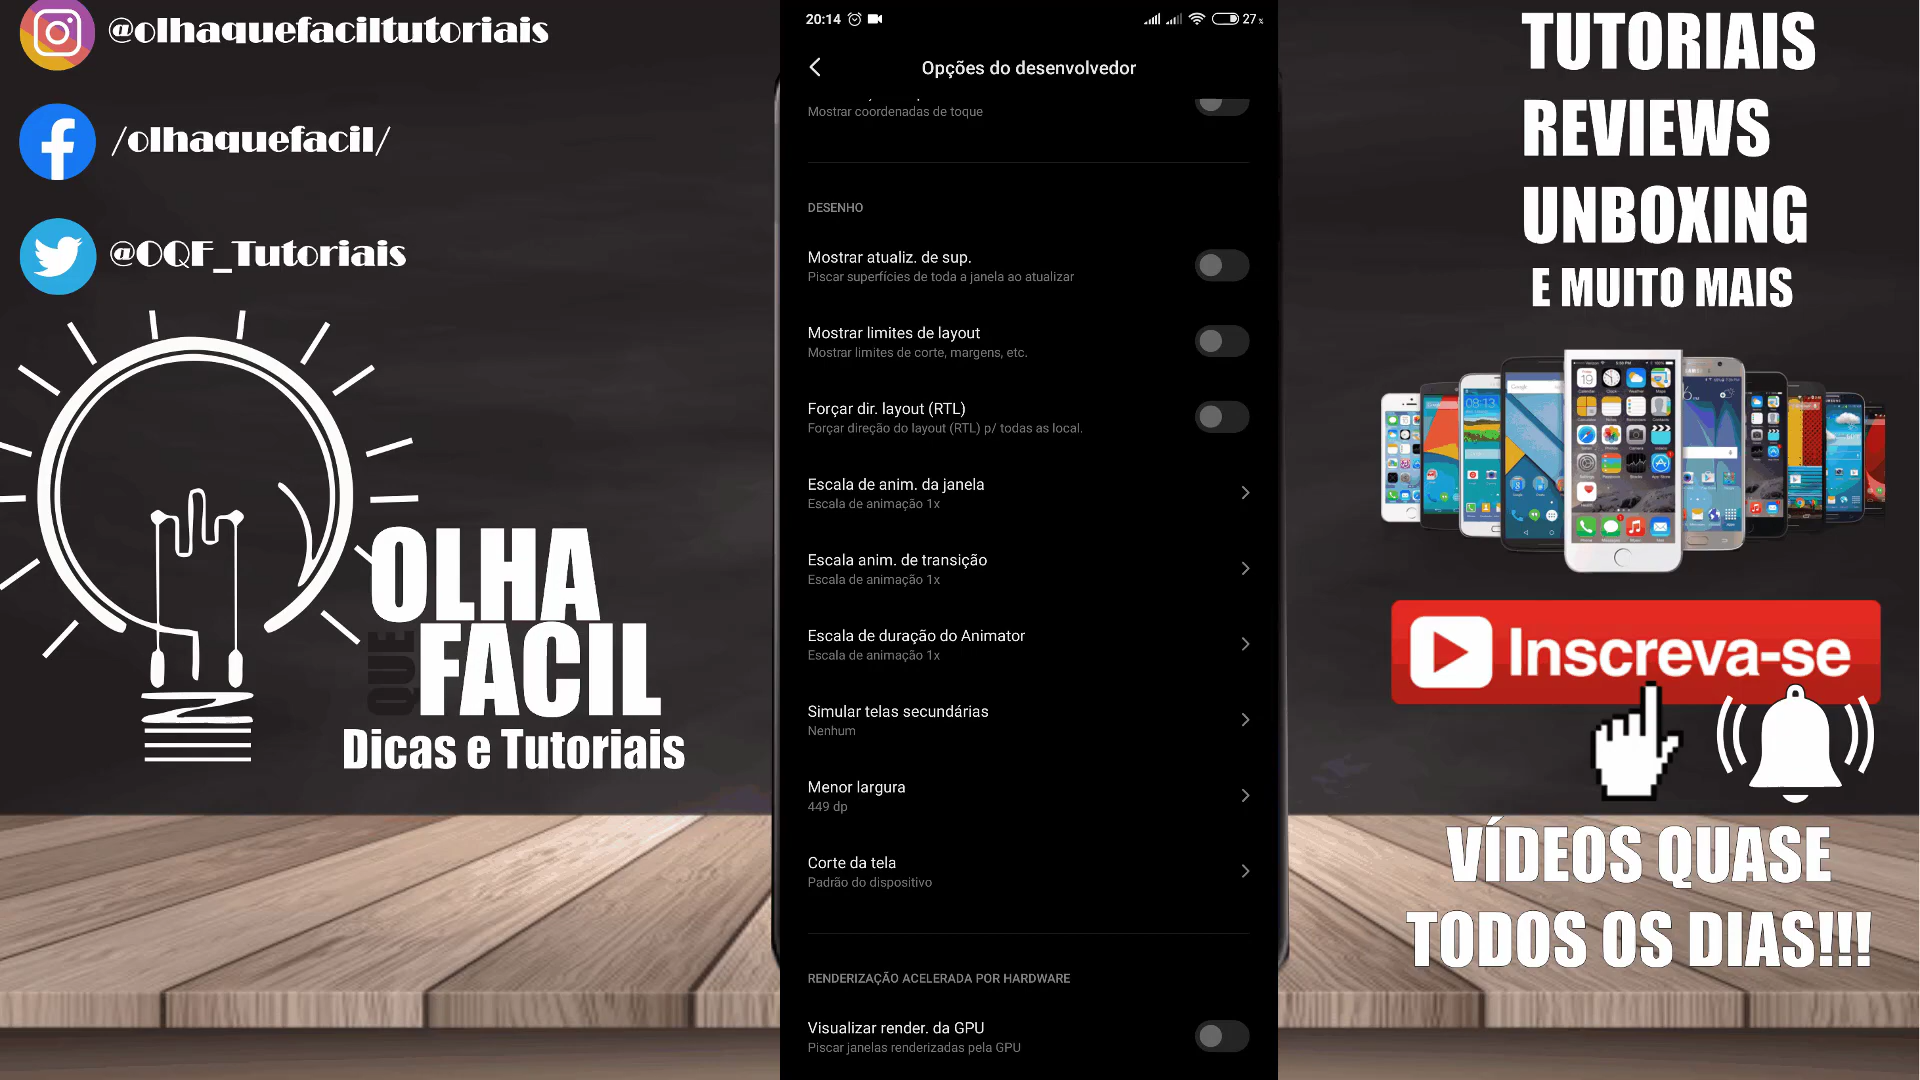 @olhaquefaciltutoriais
/olhaquefacil/
@OQF_Tutoriais
OLHA
QUE
FACIL
Dicas e Tutoriais
20:14
27%
Opções do desenvolvedor
Mostrar coordenadas de toque
DESENHO
Mostrar atualiz. de sup.
Piscar superfícies de toda a janela ao atualizar
Mostrar limites de layout
Mostrar limites de corte, margens, etc.
Forçar dir. layout (RTL)
Forçar direção do layout (RTL) p/ todas as local.
Escala de anim. da janela
Escala de animação 1x
Escala anim. de transição
Escala de animação 1x
Escala de duração do Animator
Escala de animação 1x
Simular telas secundárias
Nenhum
Menor largura
449 dp
Corte da tela
Padrão do dispositivo
RENDERIZAÇÃO ACELERADA POR HARDWARE
Visualizar render. da GPU
Piscar janelas renderizadas pela GPU
TUTORIAIS
REVIEWS
UNBOXING
E MUITO MAIS
08:13
Inscreva-se
VÍDEOS QUASE
TODOS OS DIAS!!!